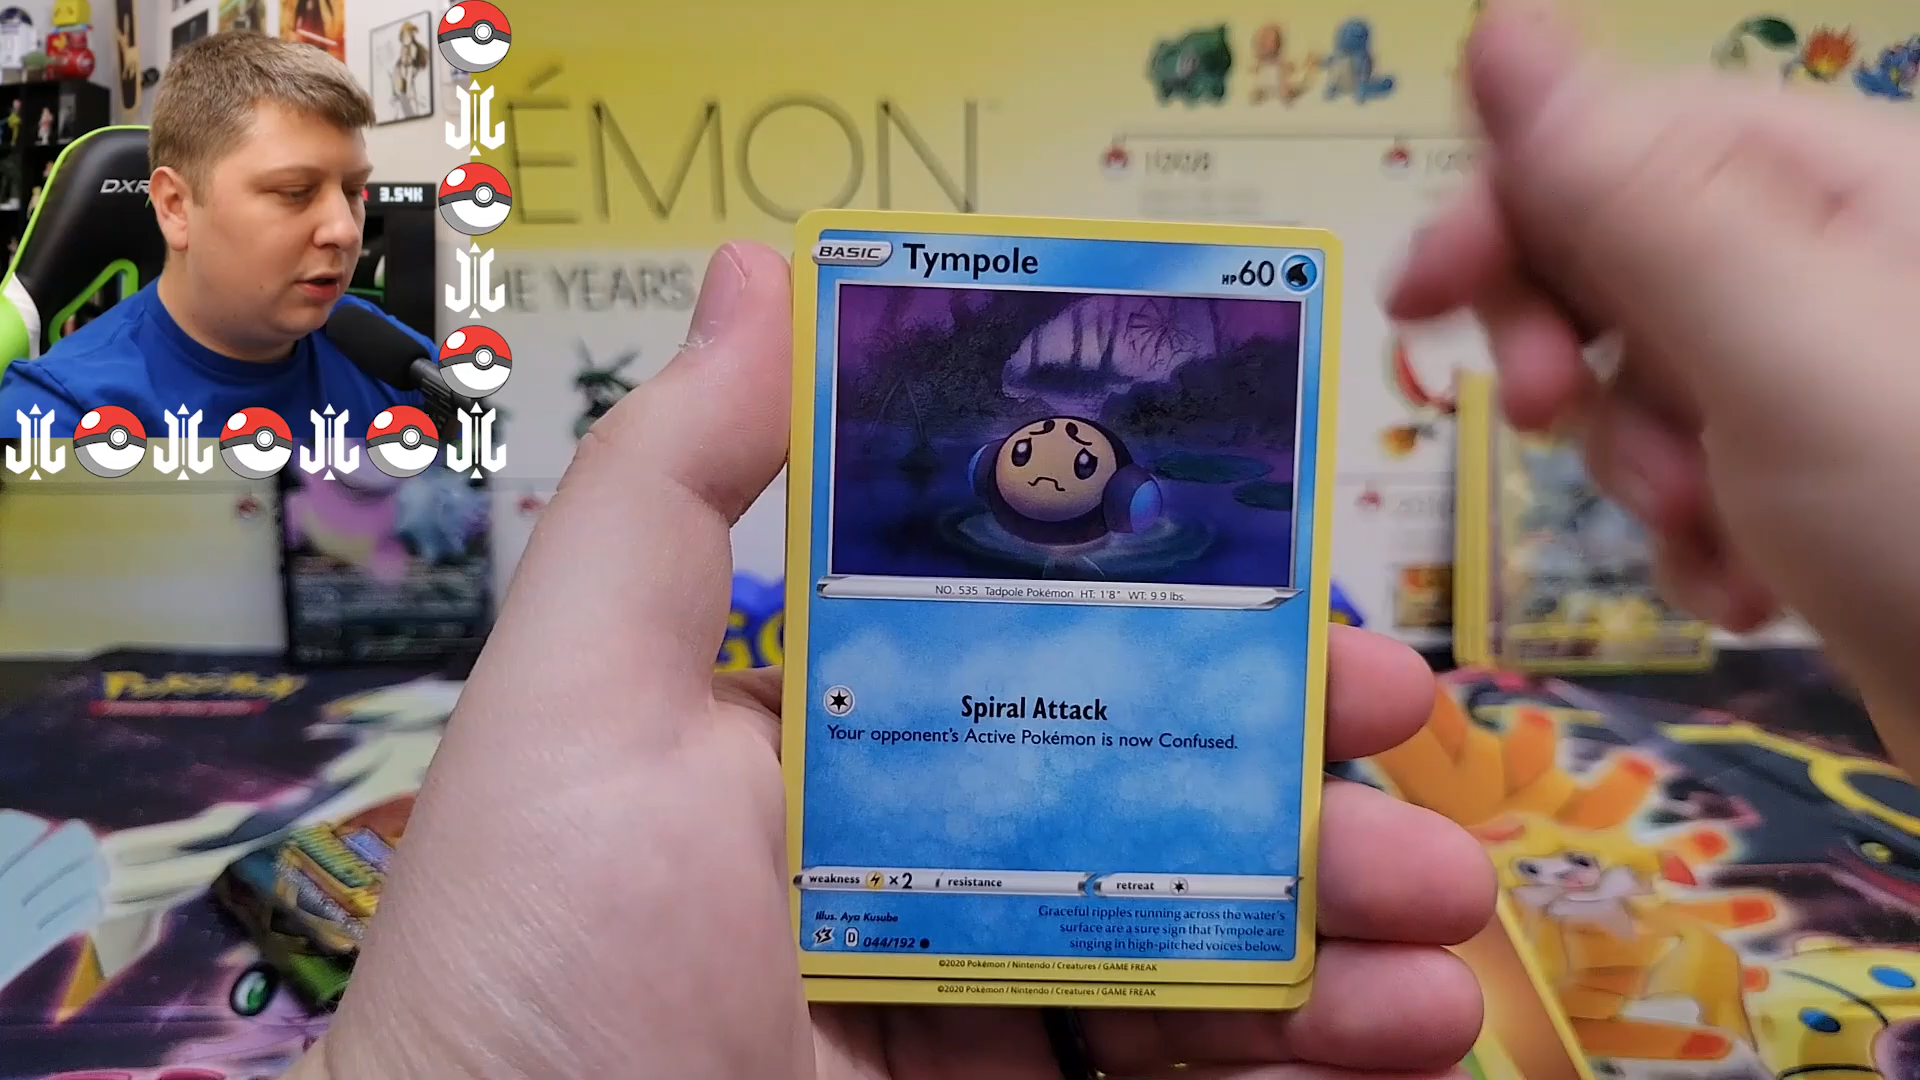 DXR
3.54K
ÉMON
E YEARS
BASIC Tympole HP 60
NO. 535 Tadpole Pokémon HT: 1'8" WT: 9.9 lbs.
Spiral Attack
Your opponent's Active Pokémon is now Confused.
weakness ×2 resistance retreat
Illus. Aya Kusube
D 044/192
Graceful ripples running across the water's
surface are a sure sign that Tympole are
singing in high-pitched voices below.
©2020 Pokémon / Nintendo / Creatures / GAME FREAK
©2020 Pokémon / Nintendo / Creatures / GAME FREAK
POKÉMON